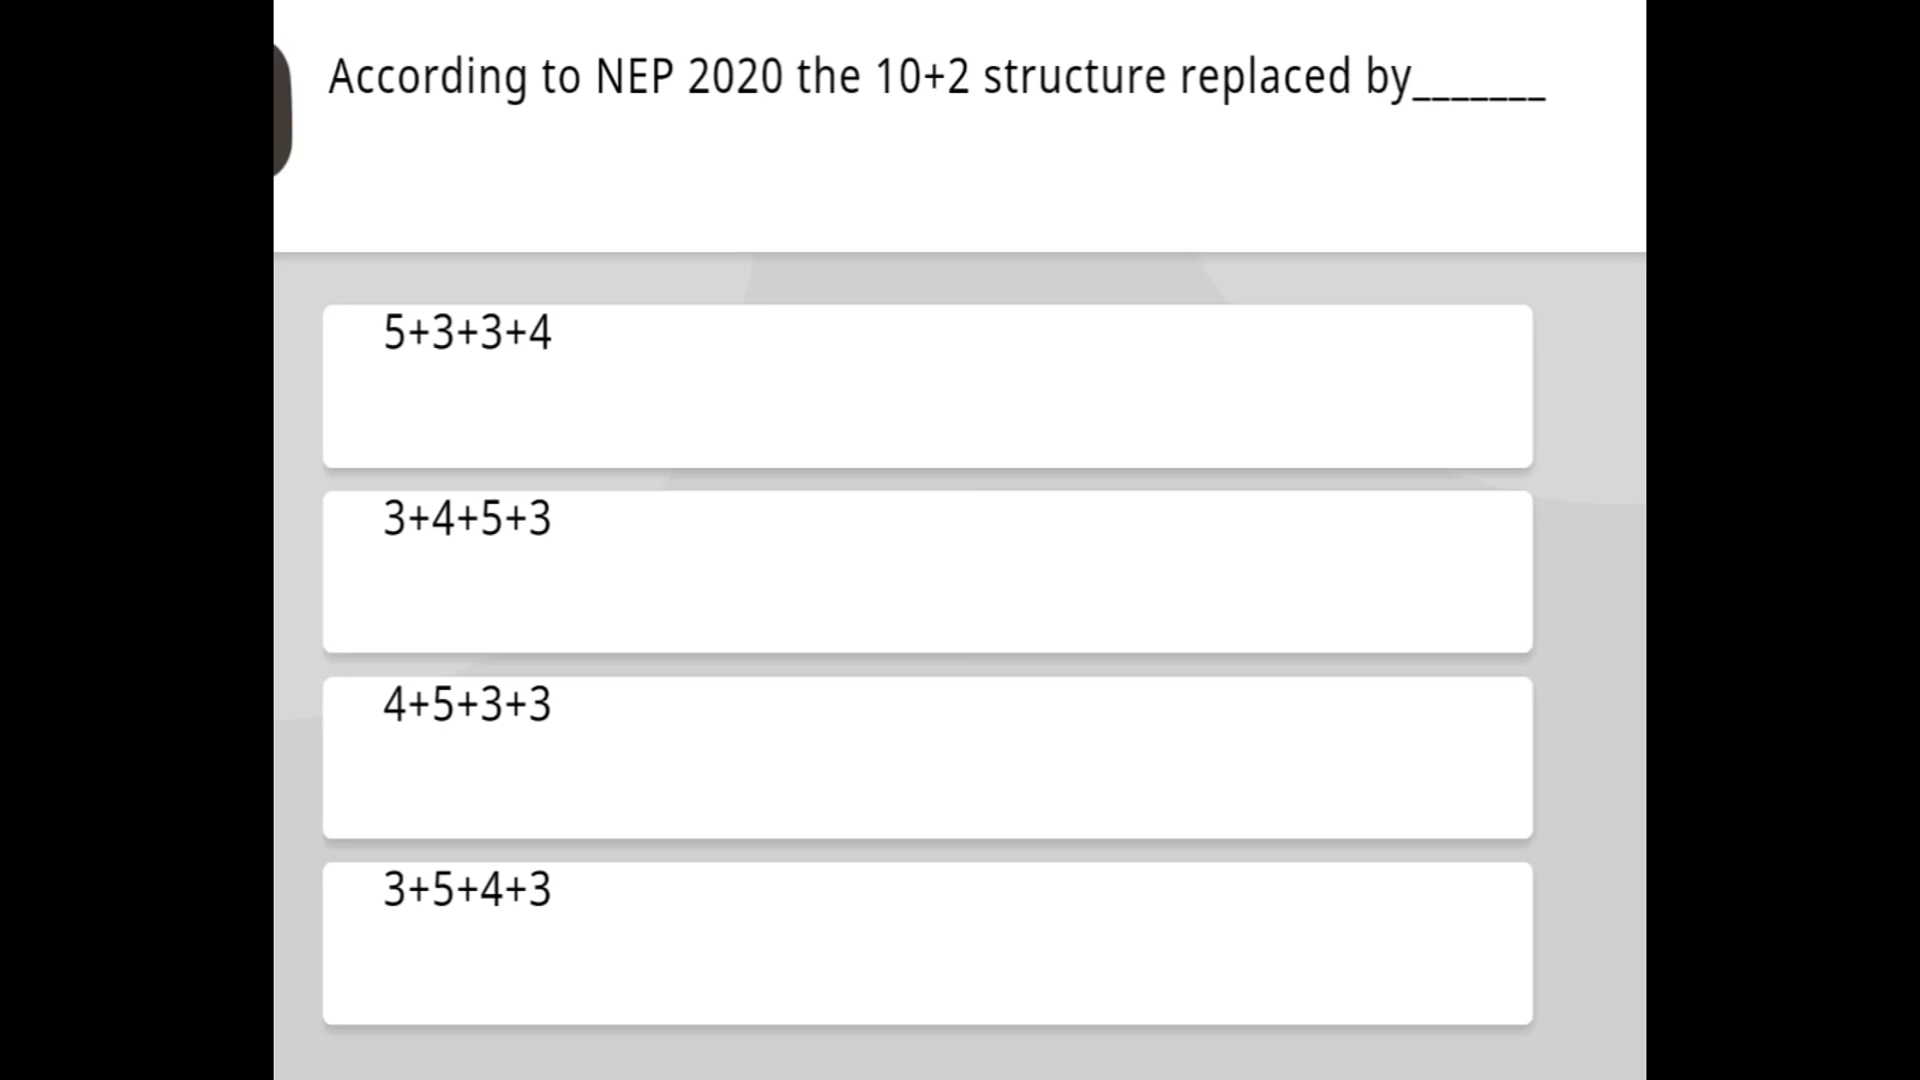 According to NEP 2020 the 10+2 structure replaced by_______
5+3+3+4
3+4+5+3
4+5+3+3
3+5+4+3